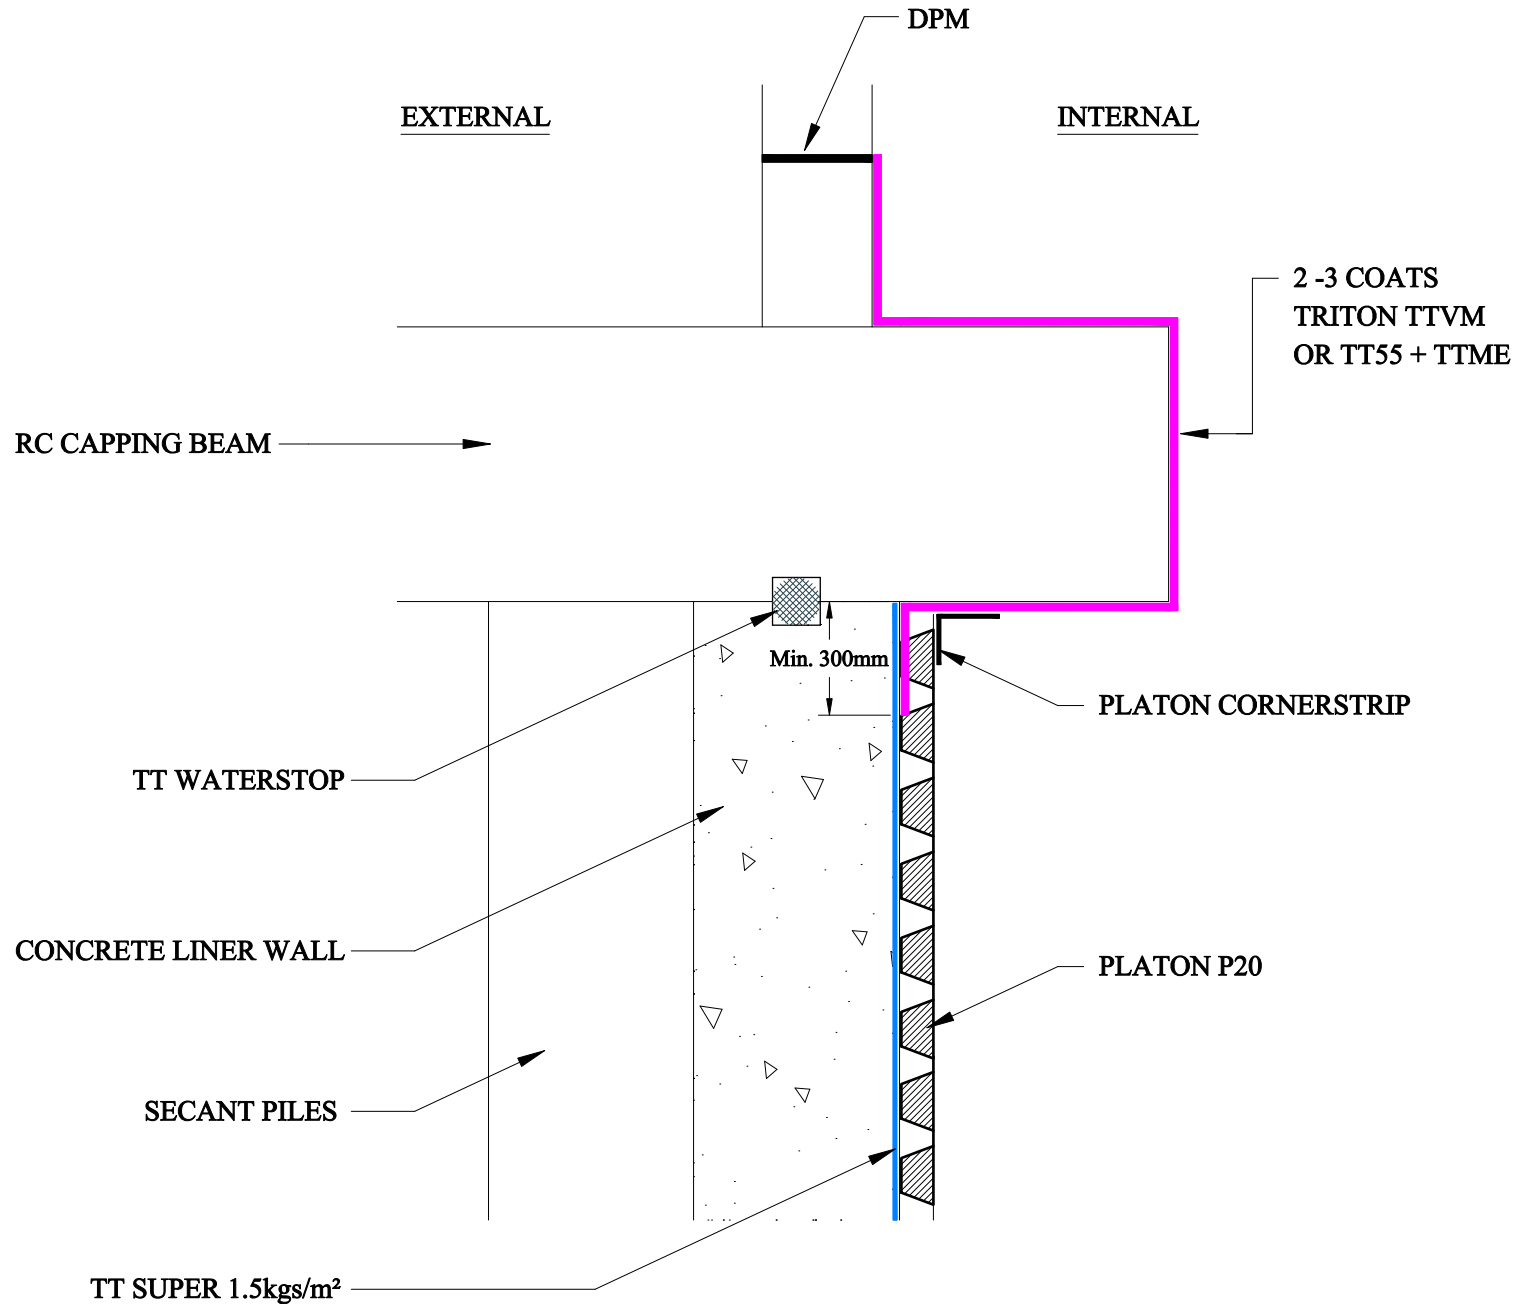 DPM
EXTERNAL
INTERNAL
2 -3 COATS
TRITON TTVM
OR TT55 + TTME
RC CAPPING BEAM
Min. 300mm
PLATON CORNERSTRIP
TT WATERSTOP
CONCRETE LINER WALL
PLATON P20
SECANT PILES
TT SUPER 1.5kgs/m²